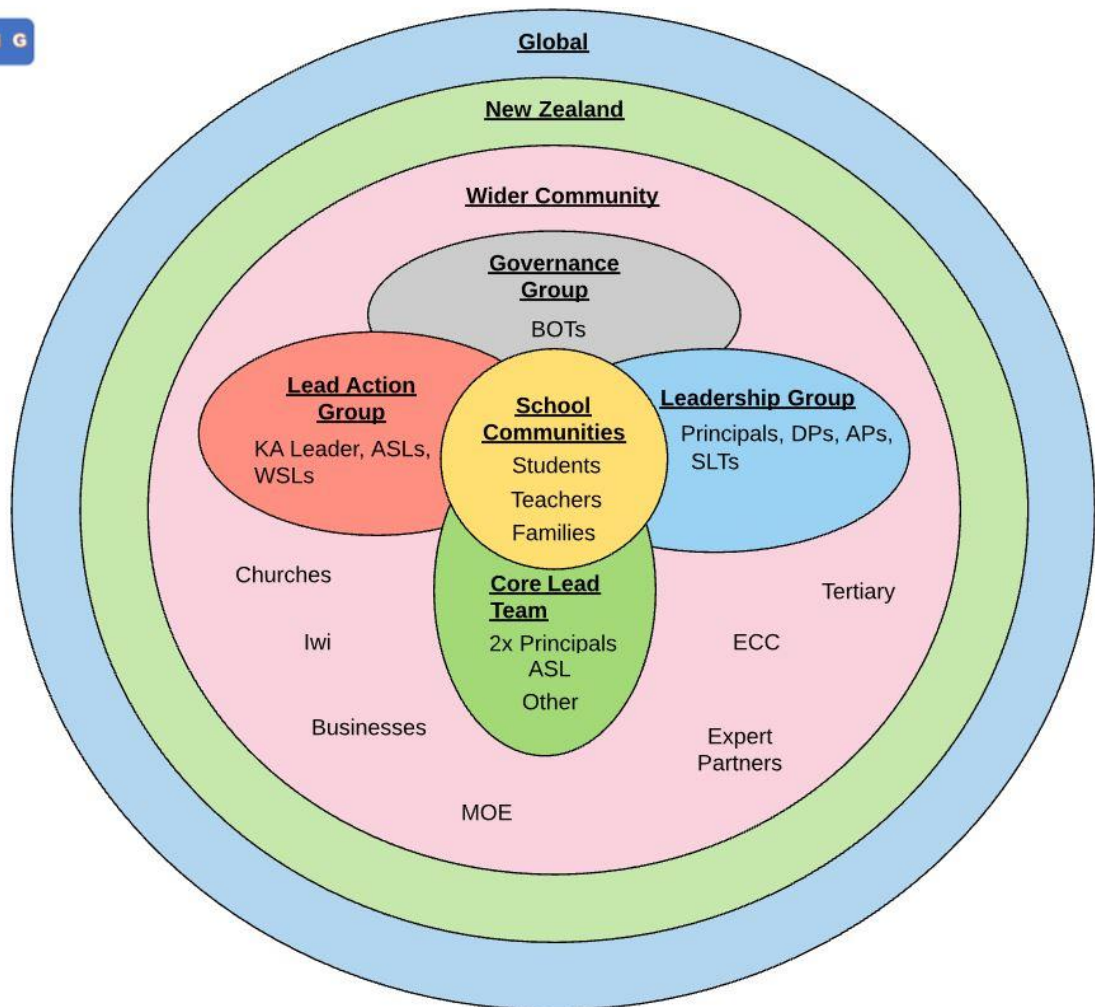 G
Global
New Zealand
Wider Community
Governance
Group
BOTs
Lead Action
Group
KA Leader, ASLs,
WSLs
School
Communities
Students
Teachers
Families
Leadership Group
Principals, DPs, APs,
SLTs
Core Lead
Team
2x Principals
ASL
Other
Churches
Iwi
Businesses
MOE
Tertiary
ECC
Expert
Partners